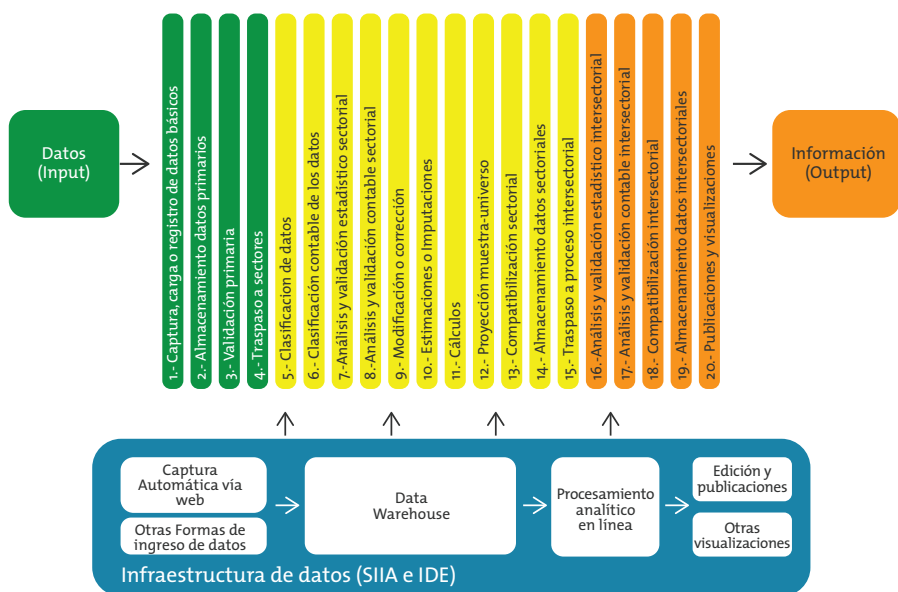 Datos
(Input)
1.- Captura, carga o registro de datos básicos
2.- Almacenamiento datos primarios
3.- Validación primaria
4.- Traspaso a sectores
5.- Clasificacion de datos
6.- Clasificación contable de los datos
7.-Análisis y validación estadístico sectorial
8.-Análisis y validación contable sectorial
9.- Modificación o corrección
10.- Estimaciones o Imputaciones
11.- Cálculos
12.- Proyección muestra-universo
13.- Compatibilización sectorial
14.- Almacenamiento datos sectoriales
15.- Traspaso a proceso intersectorial
16.-Análisis y validación estadístico intersectorial
17.- Análisis y validación contable intersectorial
18.- Compatibilización intersectorial
19.- Almacenamiento datos intersectoriales
20.- Publicaciones y visualizaciones
Información
(Output)
Captura
Automática vía
web
Otras Formas de
ingreso de datos
Data
Warehouse
Procesamiento
analítico
en línea
Edición y
publicaciones
Otras
visualizaciones
Infraestructura de datos (SIIA e IDE)